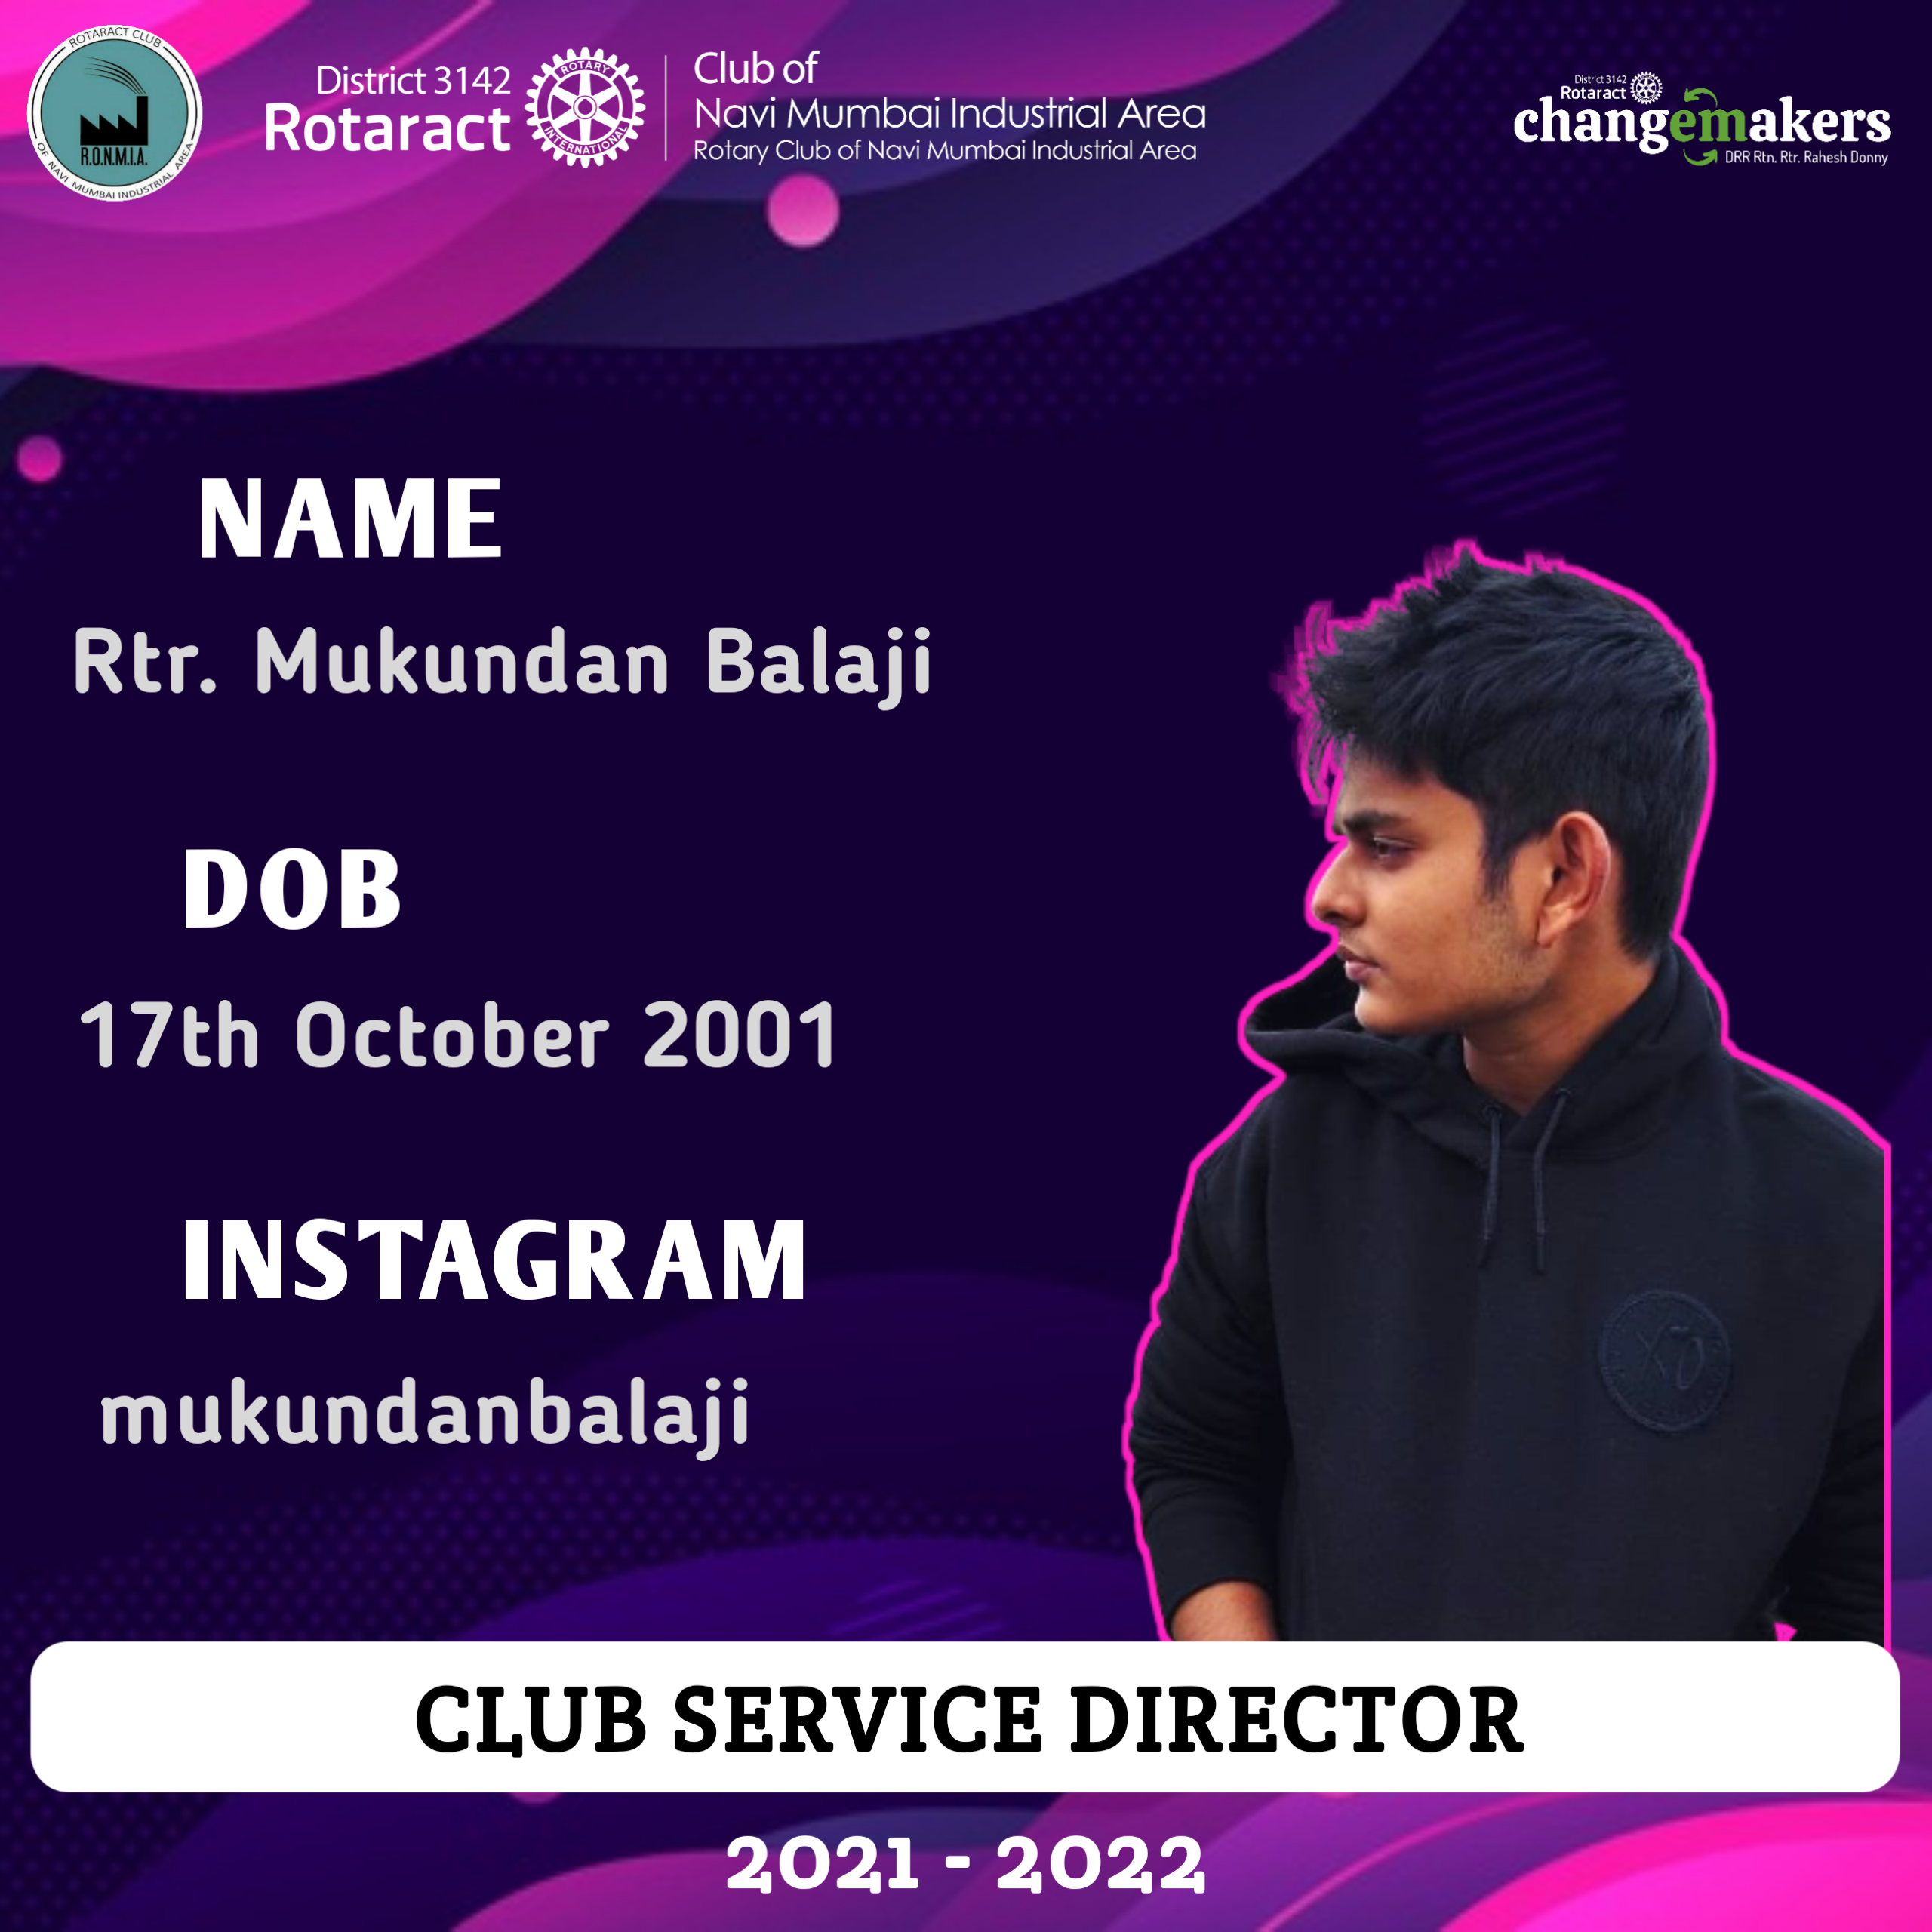 ROTARACT CLUB
R.O.N.M.I.A.
OF NAVI MUMBAI INDUSTRIAL AREA
District 3142
Rotaract
ROTARY
INTERNATIONAL
Club of
Navi Mumbai Industrial Area
Rotary Club of Navi Mumbai Industrial Area
District 3142
Rotaract
changemakers
DRR Rtn. Rtr. Rahesh Donny
NAME
Rtr. Mukundan Balaji
DOB
17th October 2001
INSTAGRAM
mukundanbalaji
XO
CLUB SERVICE DIRECTOR
2021 - 2022